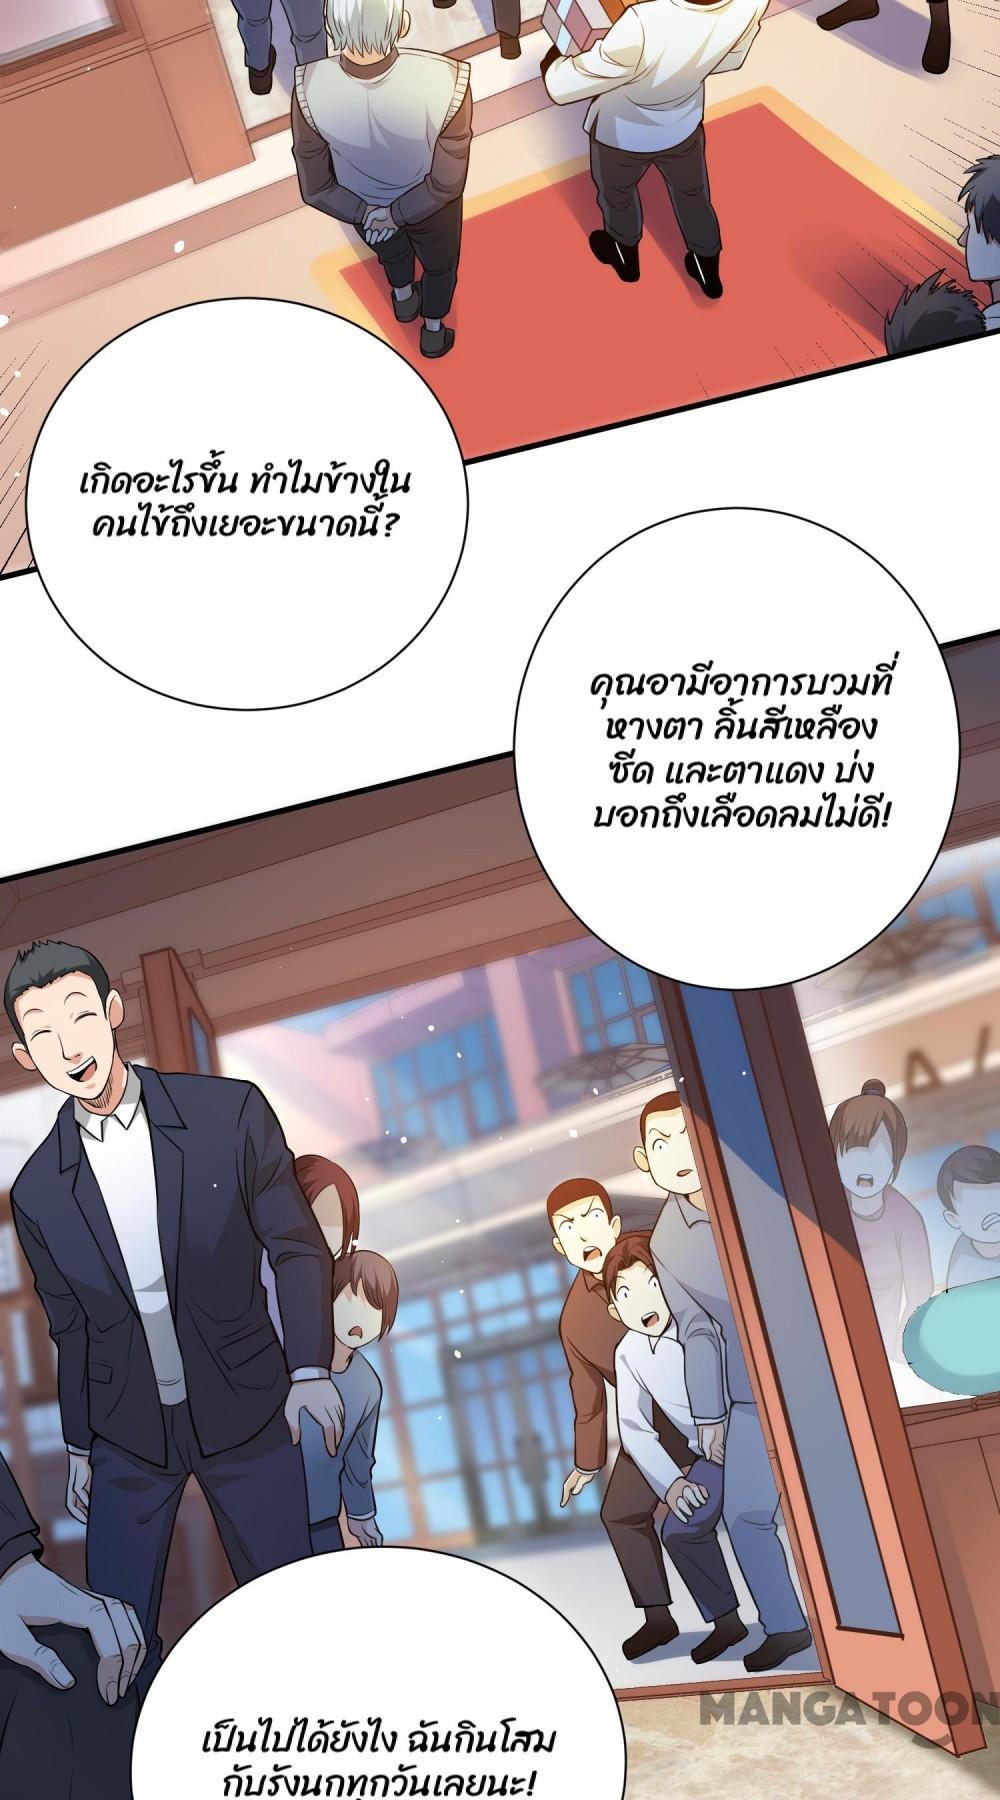 เกิดอะไรขึ้น ทำไมข้างใน
คนไข้ถึงเยอะขนาดนี้?
คุณอามีอาการบวมที่
หางตา ลิ้นสีเหลือง
ซีด และตาแดง บ่ง
บอกถึงเลือดลมไม่ดี!
เป็นไปได้ยังไง ฉันกินโสม
กับรังนกทุกวันเลยนะ!
MANGATOON